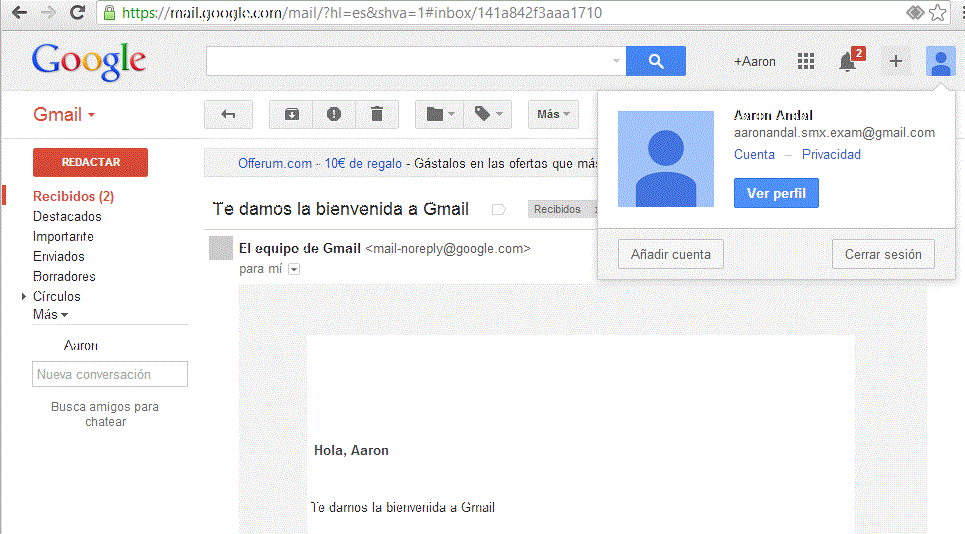 https://mail.google.com/mail/?hl=es&shva=1#inbox/141a842f3aaa1710
Google
+Aaron
2
Gmail
Más
Aaron Andal
aaronandal.smx.exam@gmail.com
Cuenta – Privacidad
Ver perfil
Añadir cuenta
Cerrar sesión
REDACTAR
Recibidos (2)
Destacados
Importante
Enviados
Borradores
Círculos
Más
Aaron
Nueva conversación
Busca amigos para
chatear
Offerum.com - 10€ de regalo - Gástalos en las ofertas que más
Te damos la bienvenida a Gmail
Recibidos x
El equipo de Gmail <mail-noreply@google.com>
para mí
Hola, Aaron
Te damos la bienvenida a Gmail